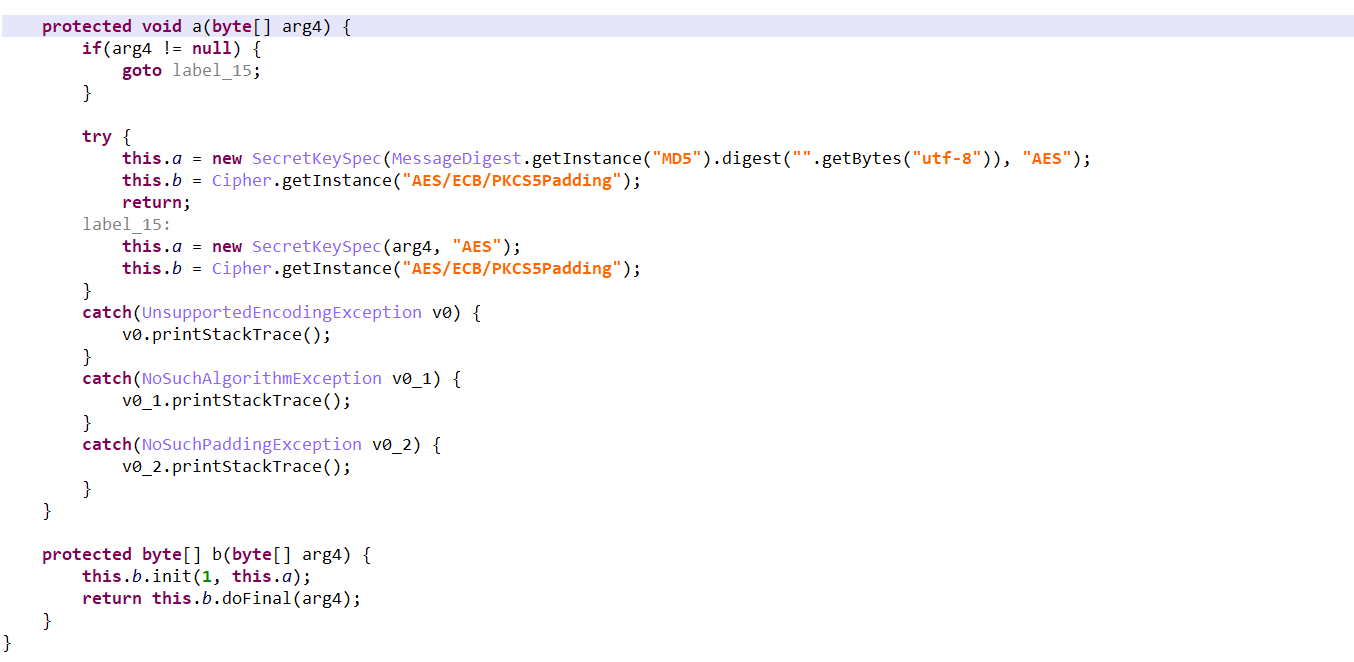 protected void a(byte[] arg4) {
if(arg4 != null) {
goto label_15;
}
try {
this.a = new SecretKeySpec(MessageDigest.getInstance("MD5").digest("".getBytes("utf-8")), "AES");
this.b = Cipher.getInstance("AES/ECB/PKCS5Padding");
return;
label_15:
this.a = new SecretKeySpec(arg4, "AES");
this.b = Cipher.getInstance("AES/ECB/PKCS5Padding");
}
catch(UnsupportedEncodingException v0) {
v0.printStackTrace();
}
catch(NoSuchAlgorithmException v0_1) {
v0_1.printStackTrace();
}
catch(NoSuchPaddingException v0_2) {
v0_2.printStackTrace();
}
}
protected byte[] b(byte[] arg4) {
this.b.init(1, this.a);
return this.b.doFinal(arg4);
}
}